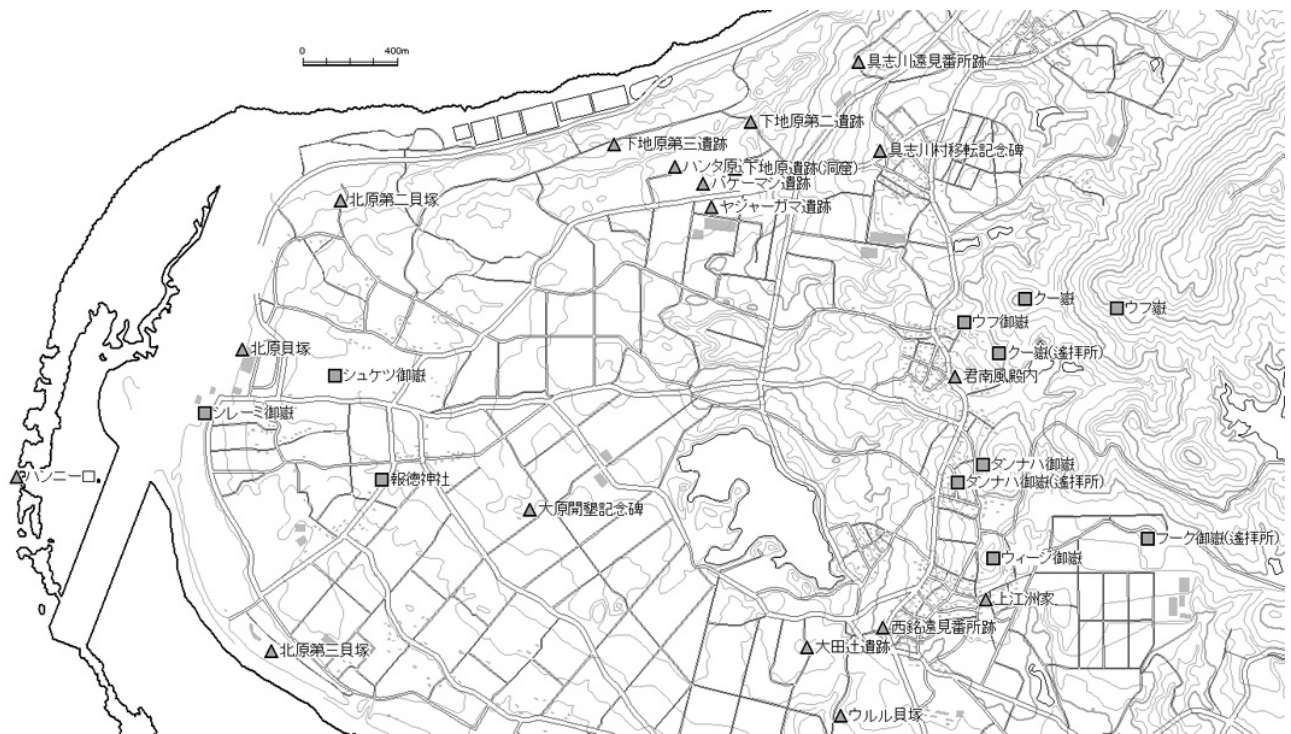 0 400m
具志川遠見番所跡
下地原第二遺跡
下地原第三遺跡
具志川村移転記念碑
ハンタ原遺
下地原遺跡(洞窟)
バケーマシ遺跡
ヤジャーガマ遺跡
北原第二貝塚
クー嶽
ウフ嶽
ウフ御嶽
北原貝塚
クー嶽(遙拝所)
シュケツ御嶽
君南風殿内
シレーミ御嶽
ダンナハ御嶽
ハンニーロ
報徳神社
ダンナハ御嶽(遙拝所)
大原開墾記念碑
フーク御嶽(遙拝所)
ウィージ御嶽
上江洲家
西銘遠見番所跡
北原第三貝塚
大田辻遺跡
ウルル貝塚